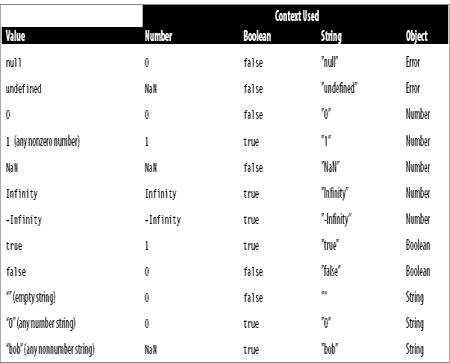 Context Used
Value Number Boolean String Object
null 0 false "null" Error
undefined NaN false "undefined" Error
0 0 false "0" Number
1 (any nonzero number) 1 true "1" Number
NaN NaN false "NaN" Number
Infinity Infinity true "Infinity" Number
-Infinity -Infinity true "-Infinity" Number
true 1 true "true" Boolean
false 0 false "false" Boolean
"" (empty string) 0 false "" String
"0" (any number string) 0 true "0" String
"bob" (any nonnumber string) NaN true "bob" String